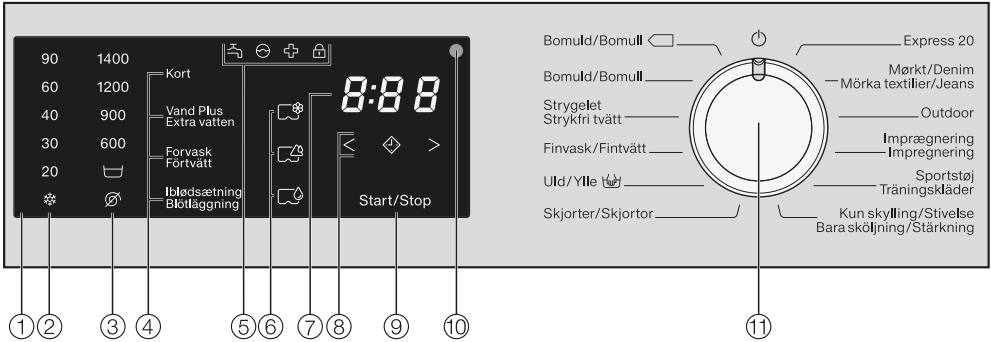 90
60
40
30
20
1400
1200
900
600
Kort
Vand Plus
Extra vatten
Forvask
Förtvätt
Iblødsætning
Blötläggning
8:88
< >
Start/Stop
Bomuld/Bomull
Bomuld/Bomull
Strygelet
Strykfri tvätt
Finvask/Fintvätt
Uld/Ylle
Skjorter/Skjortor
Express 20
Mørkt/Denim
Mörka textilier/Jeans
Outdoor
Imprægnering
Impregnering
Sportstøj
Träningskläder
Kun skylling/Stivelse
Bara sköljning/Stärkning
① ② ③ ④ ⑤ ⑥ ⑦ ⑧ ⑨ ⑩ ⑪